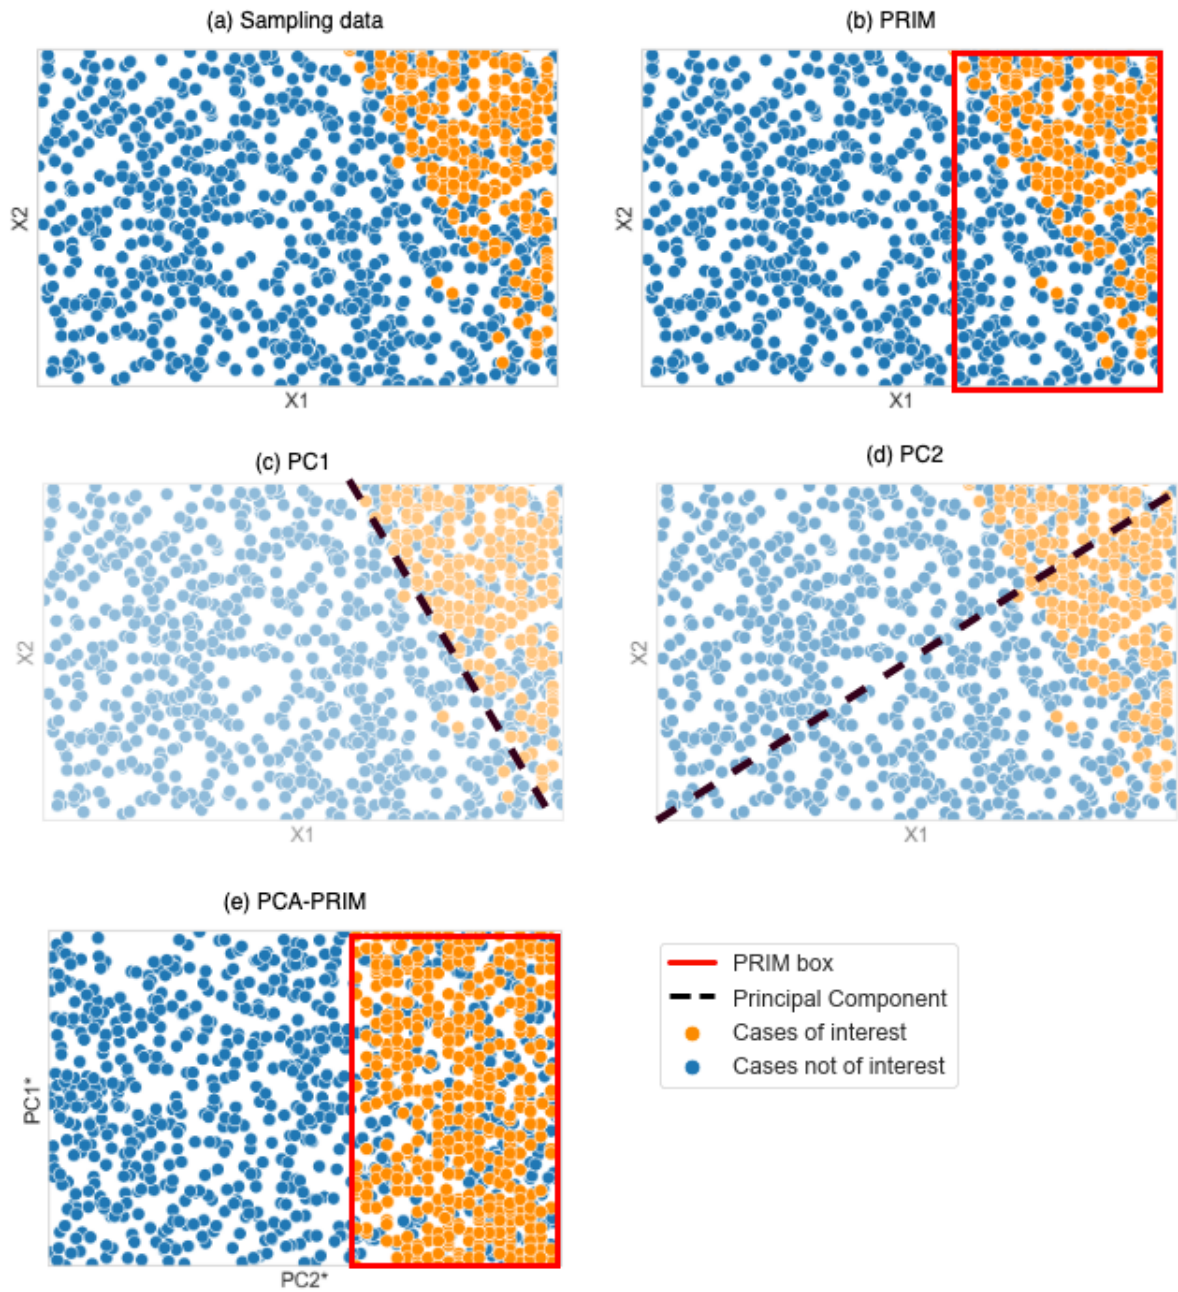 (a) Sampling data
(b) PRIM
X2
X1
X2
X1
(c) PC1
(d) PC2
X2
X1
X2
X1
(e) PCA-PRIM
PC1*
PC2*
PRIM box
Principal Component
Cases of interest
Cases not of interest